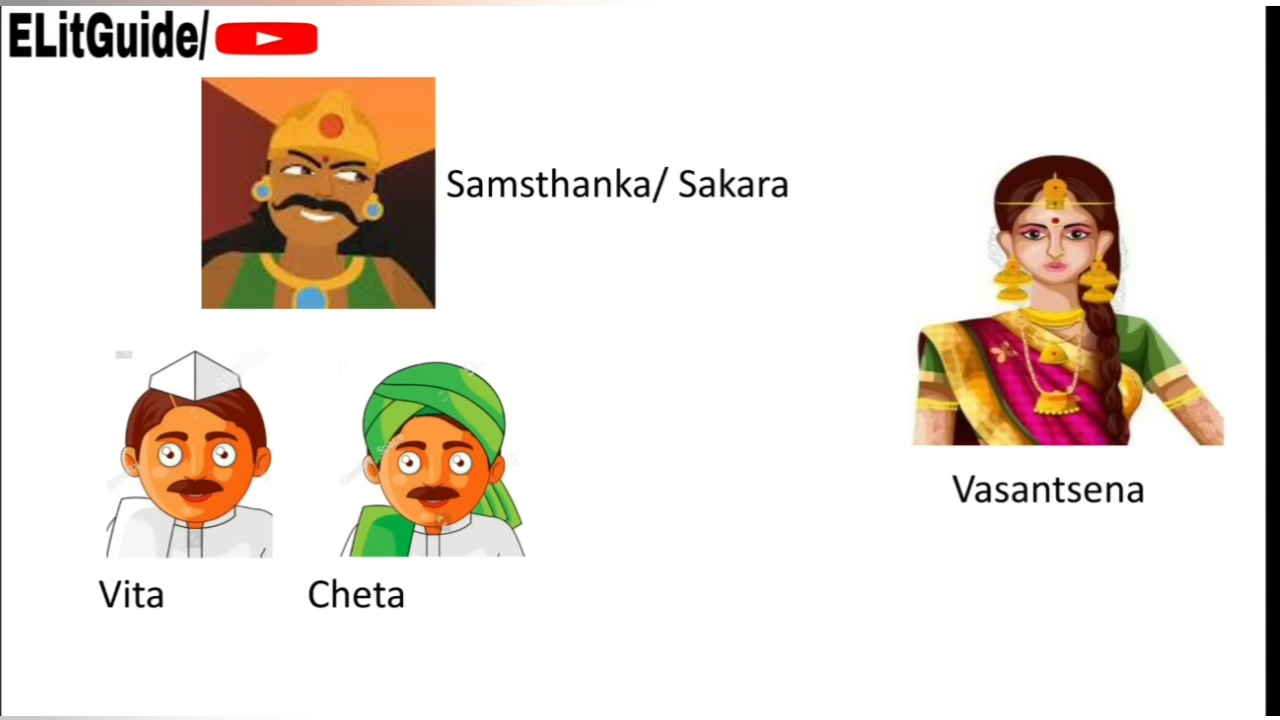 ELitGuide/
Samsthanka/ Sakara
Vasantsena
Vita
Cheta